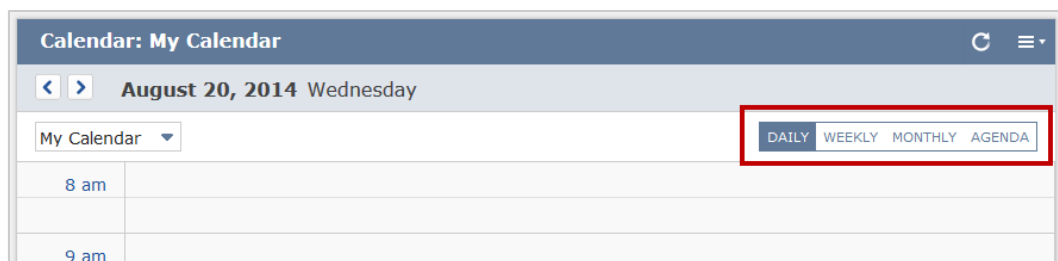 Calendar: My Calendar
August 20, 2014 Wednesday
My Calendar DAILY WEEKLY MONTHLY AGENDA
8 am
9 am